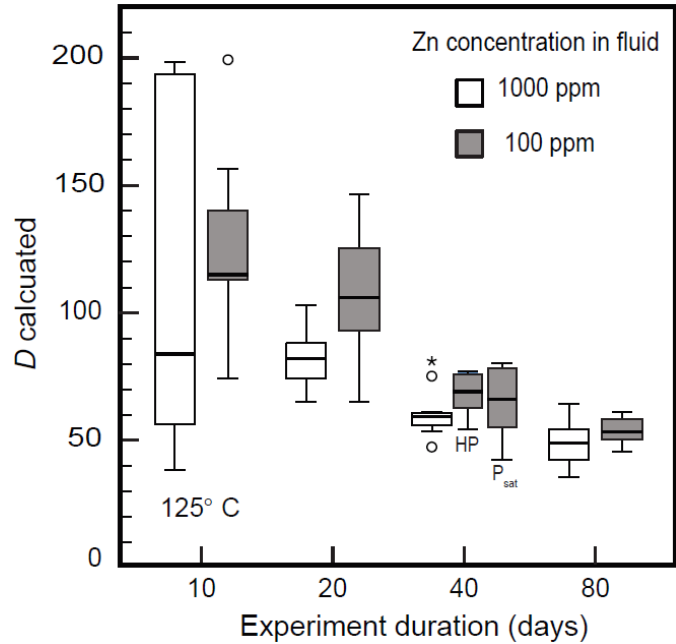 Zn concentration in fluid
1000 ppm
100 ppm
D calcuated
200
150
100
50
0
*
HP
P sat
125° C
10 20 40 80
Experiment duration (days)